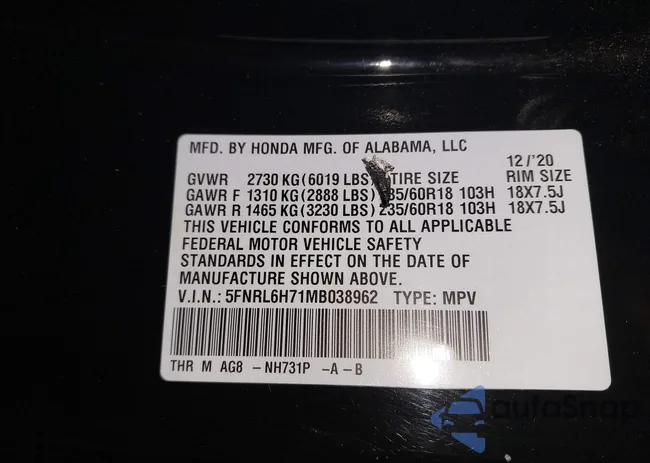 MFD. BY HONDA MFG. OF ALABAMA, LLC 12/'20
GVWR 2730 KG(6019 LBS) TIRE SIZE RIM SIZE
GAWR F 1310 KG(2888 LBS) 235/60R18 103H 18X7.5J
GAWR R 1465 KG(3230 LBS) 235/60R18 103H 18X7.5J
THIS VEHICLE CONFORMS TO ALL APPLICABLE
FEDERAL MOTOR VEHICLE SAFETY
STANDARDS IN EFFECT ON THE DATE OF
MANUFACTURE SHOWN ABOVE.
V.I.N.: 5FNRL6H71MB038962 TYPE: MPV
THR M AG8 - NH731P -A-B
autoSnap